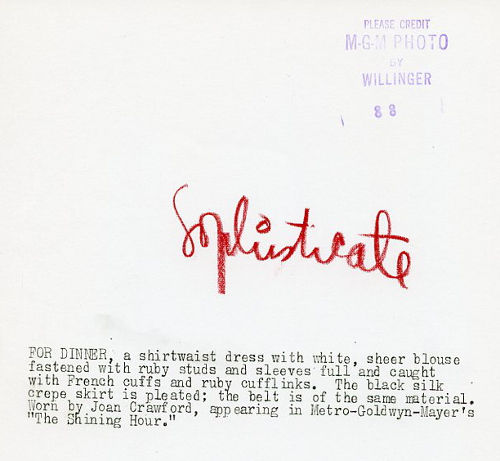 PLEASE CREDIT
M-G-M PHOTO
BY
WILLINGER
88
Sophisticate
FOR DINNER, a shirtwaist dress with white, sheer blouse
fastened with ruby studs and sleeves full and caught
with French cuffs and ruby cufflinks. The black silk
crepe skirt is pleated; the belt is of the same material.
Worn by Joan Crawford, appearing in Metro-Goldwyn-Mayer's
"The Shining Hour."